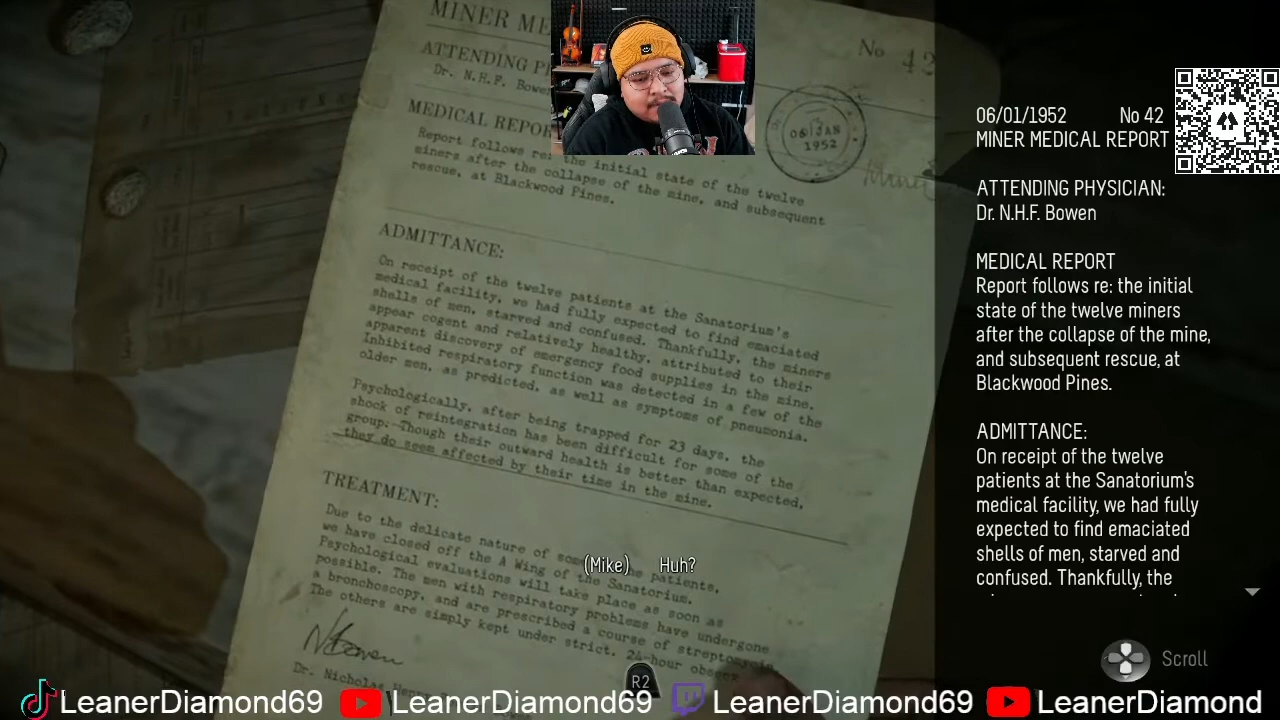 MINER ME
No 42
ATTENDING P
Dr. N.H.F. Bowe
MEDICAL REPOR
06 JAN
1952
Report follows re: the initial state of the twelve
miners after the collapse of the mine, and subsequent
rescue, at Blackwood Pines.
ADMITTANCE:
On receipt of the twelve patients at the Sanatorium's
medical facility, we had fully expected to find emaciated
shells of men, starved and confused. Thankfully, the miners
appear cogent and relatively healthy, attributed to their
apparent discovery of emergency food supplies in the mine.
Inhibited respiratory function was detected in a few of the
older men, as predicted, as well as symptoms of pneumonia.
Psychologically, after being trapped for 23 days, the
shock of reintegration has been difficult for some of the
group. Though their outward health is better than expected,
they do seem affected by their time in the mine.
TREATMENT:
Due to the delicate nature of some the patients,
we have closed off the A Wing of the Sanatorium.
Psychological evaluations will take place as soon as
possible. The men with respiratory problems have undergone
a bronchoscopy, and are prescribed a course of streptomycin
The others are simply kept under strict, 24-hour observ
NBowen
Dr. Nicholas
(Mike) Huh?
R2
06/01/1952 No 42
MINER MEDICAL REPORT
ATTENDING PHYSICIAN:
Dr. N.H.F. Bowen
MEDICAL REPORT
Report follows re: the initial
state of the twelve miners
after the collapse of the mine,
and subsequent rescue, at
Blackwood Pines.
ADMITTANCE:
On receipt of the twelve
patients at the Sanatorium's
medical facility, we had fully
expected to find emaciated
shells of men, starved and
confused. Thankfully, the
Scroll
LeanerDiamond69 LeanerDiamond69 LeanerDiamond69 LeanerDiamond